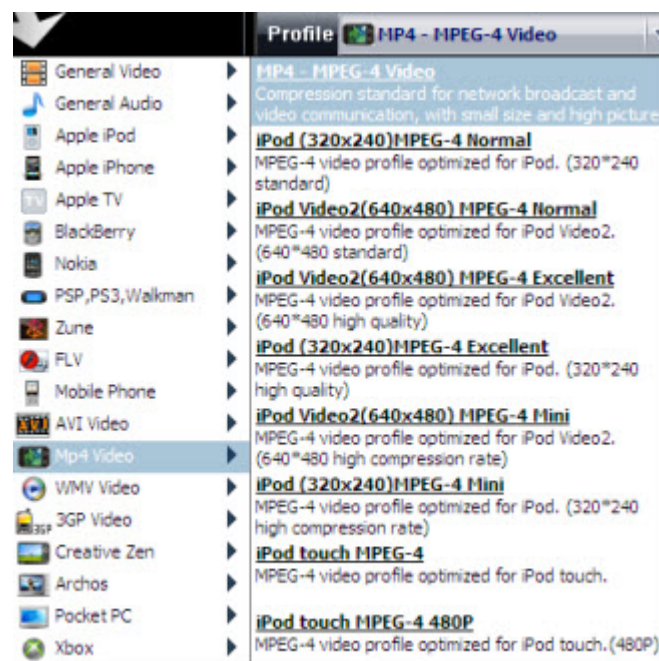 Profile MP4 - MPEG-4 Video
General Video
General Audio
Apple iPod
Apple iPhone
Apple TV
BlackBerry
Nokia
PSP,PS3,Walkman
Zune
FLV
Mobile Phone
AVI Video
Mp4 Video
WMV Video
3GP Video
Creative Zen
Archos
Pocket PC
Xbox
MP4 - MPEG-4 Video
Compression standard for network broadcast and
video communication, with small size and high picture
iPod (320x240)MPEG-4 Normal
MPEG-4 video profile optimized for iPod. (320*240
standard)
iPod Video2(640x480) MPEG-4 Normal
MPEG-4 video profile optimized for iPod Video2.
(640*480 standard)
iPod Video2(640x480) MPEG-4 Excellent
MPEG-4 video profile optimized for iPod Video2.
(640*480 high quality)
iPod (320x240)MPEG-4 Excellent
MPEG-4 video profile optimized for iPod. (320*240
high quality)
iPod Video2(640x480) MPEG-4 Mini
MPEG-4 video profile optimized for iPod Video2.
(640*480 high compression rate)
iPod (320x240)MPEG-4 Mini
MPEG-4 video profile optimized for iPod. (320*240
high compression rate)
iPod touch MPEG-4
MPEG-4 video profile optimized for iPod touch.
iPod touch MPEG-4 480P
MPEG-4 video profile optimized for iPod touch.(480P)